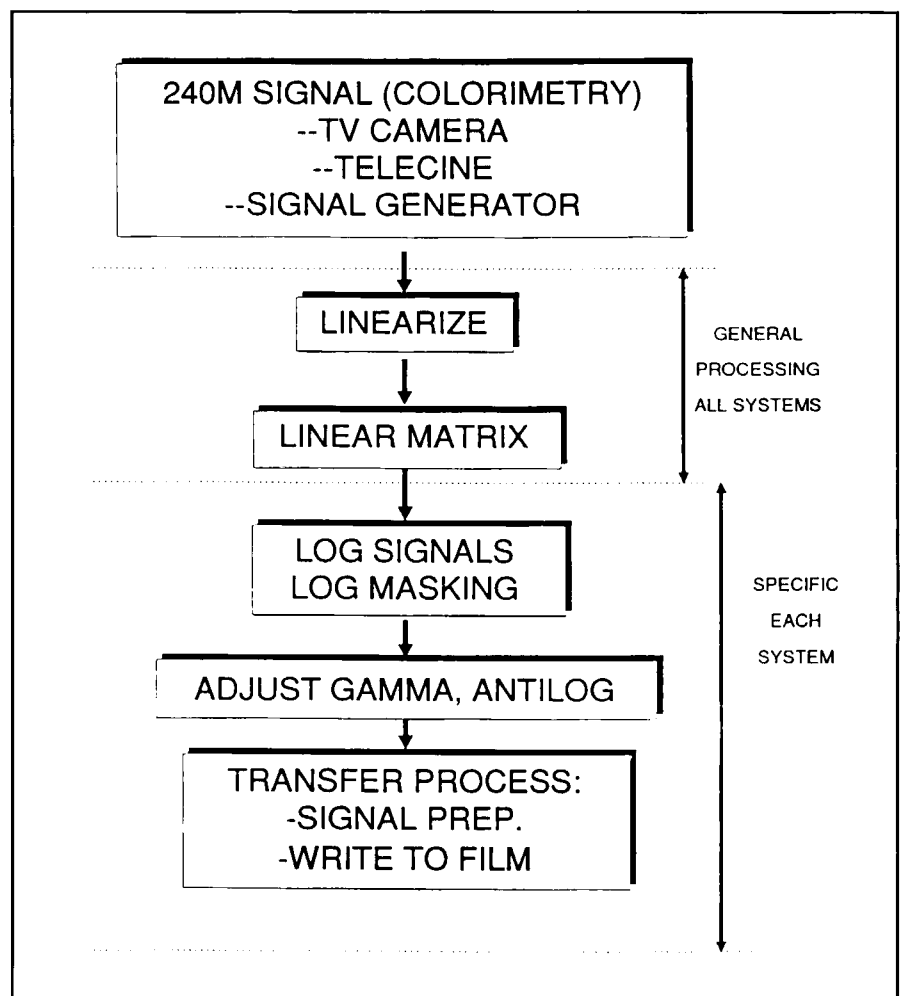 240M SIGNAL (COLORIMETRY)
--TV CAMERA
--TELECINE
--SIGNAL GENERATOR
LINEARIZE
GENERAL
PROCESSING
ALL SYSTEMS
LINEAR MATRIX
LOG SIGNALS
LOG MASKING
SPECIFIC
EACH
SYSTEM
ADJUST GAMMA, ANTILOG
TRANSFER PROCESS:
-SIGNAL PREP.
-WRITE TO FILM